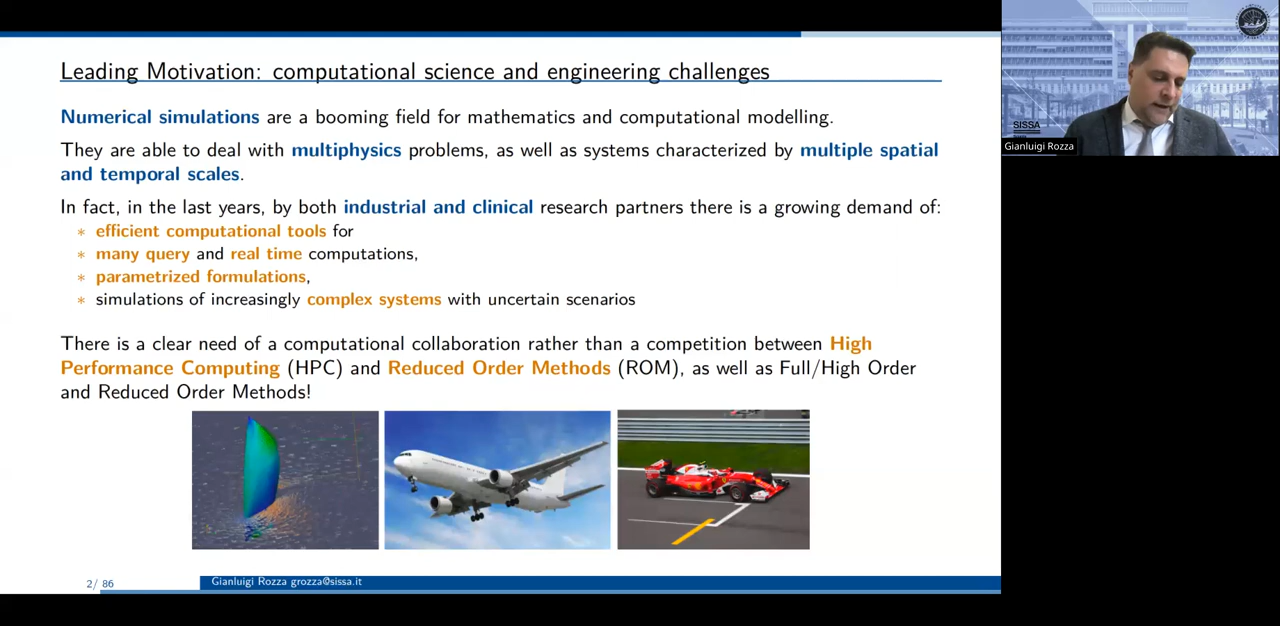 Leading Motivation: computational science and engineering challenges
Numerical simulations are a booming field for mathematics and computational modelling.
They are able to deal with multiphysics problems, as well as systems characterized by multiple spatial
and temporal scales.
In fact, in the last years, by both industrial and clinical research partners there is a growing demand of:
* efficient computational tools for
* many query and real time computations,
* parametrized formulations,
* simulations of increasingly complex systems with uncertain scenarios
There is a clear need of a computational collaboration rather than a competition between High
Performance Computing (HPC) and Reduced Order Methods (ROM), as well as Full/High Order
and Reduced Order Methods!
2/ 86
Gianluigi Rozza grozza@sissa.it
SISSA
Gianluigi Rozza